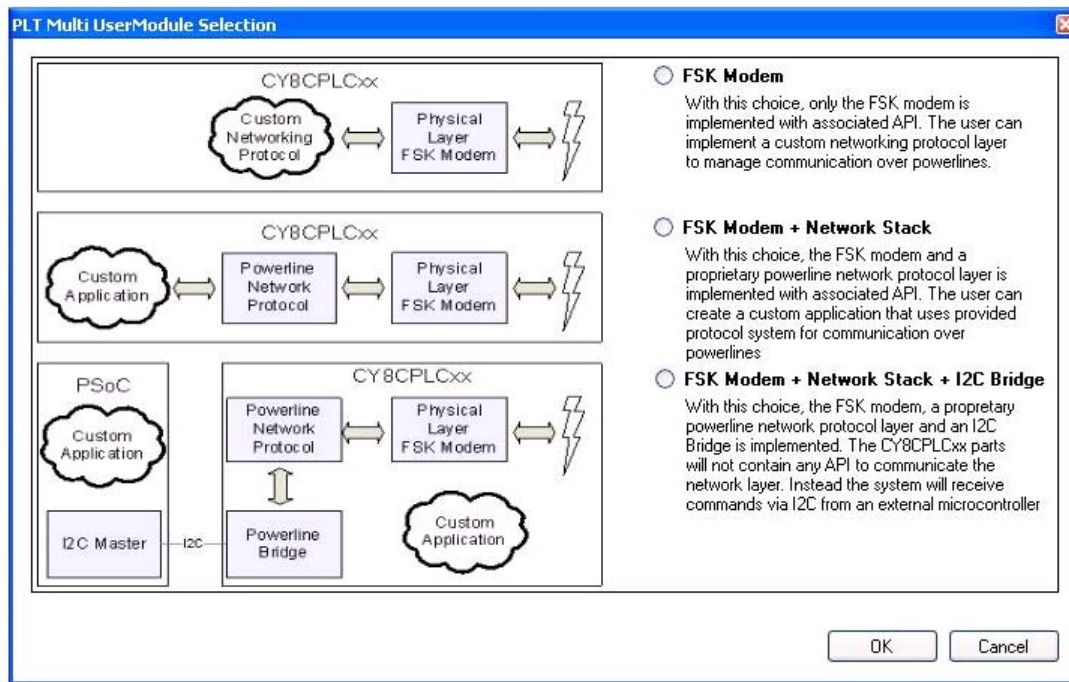 PLT Multi UserModule Selection
CY8CPLCxx
Custom
Networking
Protocol
Physical
Layer
FSK Modem
FSK Modem
With this choice, only the FSK modem is
implemented with associated API. The user can
implement a custom networking protocol layer
to manage communication over powerlines.
CY8CPLCxx
Custom
Application
Powerline
Network
Protocol
Physical
Layer
FSK Modem
FSK Modem + Network Stack
With this choice, the FSK modem and a
proprietary powerline network protocol layer is
implemented with associated API. The user can
create a custom application that uses provided
protocol system for communication over
powerlines
PSoC
Custom
Application
I2C Master
I2C
CY8CPLCxx
Powerline
Network
Protocol
Physical
Layer
FSK Modem
Powerline
Bridge
Custom
Application
FSK Modem + Network Stack + I2C Bridge
With this choice, the FSK modem, a propretary
powerline network protocol layer and an I2C
Bridge is implemented. The CY8CPLCxx parts
will not contain any API to communicate the
network layer. Instead the system will receive
commands via I2C from an external microcontroller
OK
Cancel